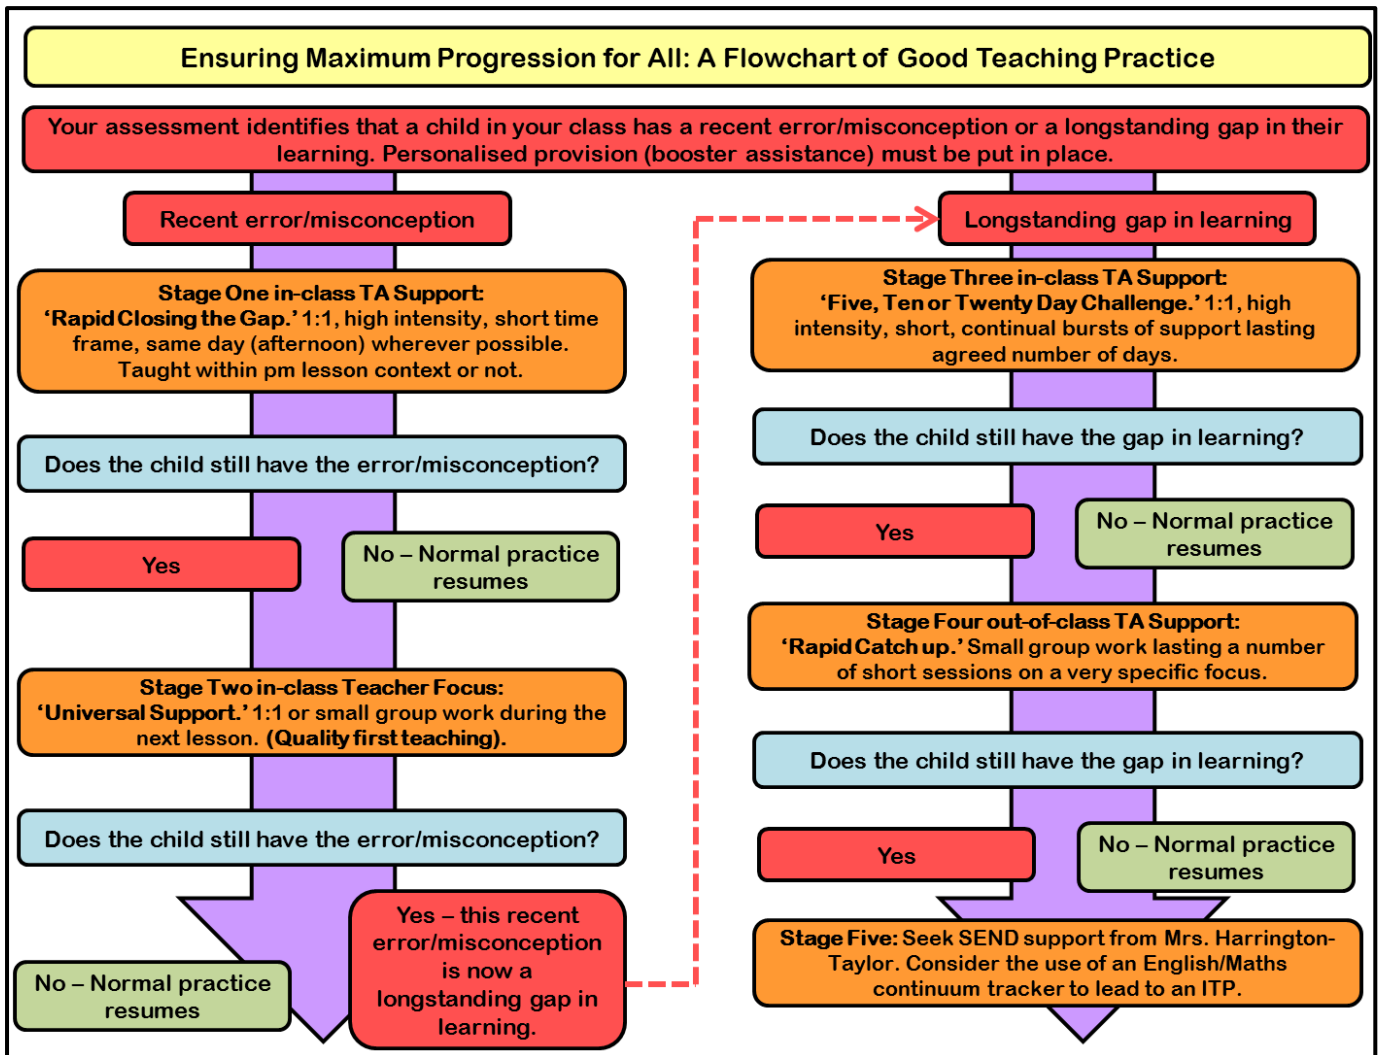 Ensuring Maximum Progression for All: A Flowchart of Good Teaching Practice
Your assessment identifies that a child in your class has a recent error/misconception or a longstanding gap in their
learning. Personalised provision (booster assistance) must be put in place.
Recent error/misconception
Stage One in-class TA Support:
‘Rapid Closing the Gap.’ 1:1, high intensity, short time
frame, same day (afternoon) wherever possible.
Taught within pm lesson context or not.
Does the child still have the error/misconception?
Yes
No – Normal practice
resumes
Stage Two in-class Teacher Focus:
‘Universal Support.’ 1:1 or small group work during the
next lesson. (Quality first teaching).
Does the child still have the error/misconception?
No – Normal practice
resumes
Yes – this recent
error/misconception
is now a
longstanding gap in
learning.
Longstanding gap in learning
Stage Three in-class TA Support:
‘Five, Ten or Twenty Day Challenge.’ 1:1, high
intensity, short, continual bursts of support lasting
agreed number of days.
Does the child still have the gap in learning?
Yes
No – Normal practice
resumes
Stage Four out-of-class TA Support:
‘Rapid Catch up.’ Small group work lasting a number
of short sessions on a very specific focus.
Does the child still have the gap in learning?
Yes
No – Normal practice
resumes
Stage Five: Seek SEND support from Mrs. Harrington-
Taylor. Consider the use of an English/Maths
continuum tracker to lead to an ITP.